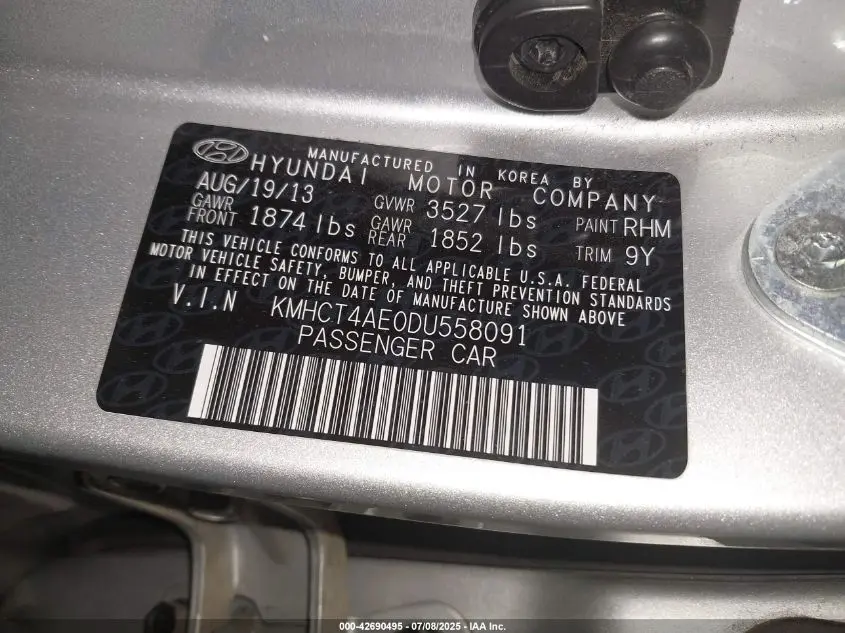 MANUFACTURED IN KOREA BY
HYUNDAI MOTOR COMPANY
AUG/19/13 GVWR 3527 lbs PAINT RHM
GAWR FRONT 1874 lbs GAWR REAR 1852 lbs TRIM 9Y
THIS VEHICLE CONFORMS TO ALL APPLICABLE U.S.A. FEDERAL
MOTOR VEHICLE SAFETY, BUMPER, AND THEFT PREVENTION STANDARDS
IN EFFECT ON THE DATE OF MANUFACTURE SHOWN ABOVE
V.I.N KMHCT4AE0DU558091
PASSENGER CAR
000-42690495 - 07/08/2025 - IAA Inc.